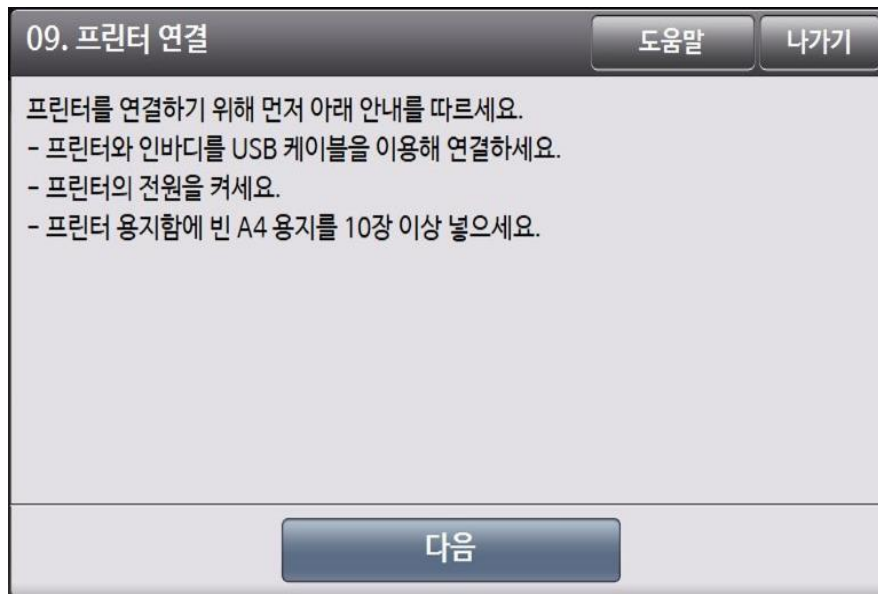 09. 프린터 연결
도움말
나가기
프린터를 연결하기 위해 먼저 아래 안내를 따르세요.
- 프린터와 인바디를 USB 케이블을 이용해 연결하세요.
- 프린터의 전원을 켜세요.
- 프린터 용지함에 빈 A4 용지를 10장 이상 넣으세요.
다음